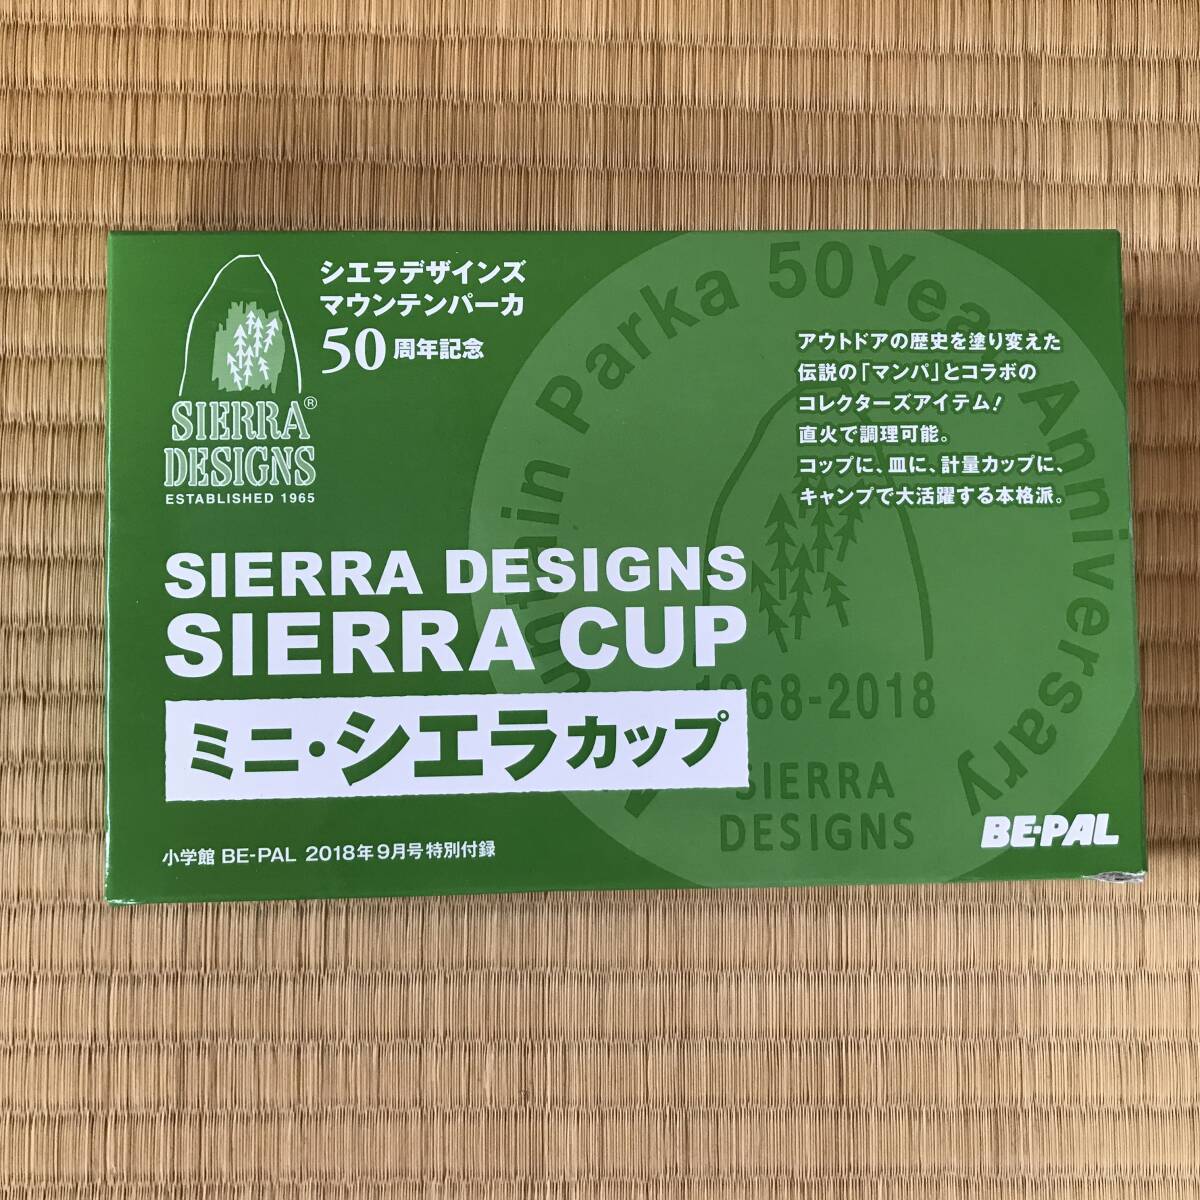 シエラデザインズ
マウンテンパーカ
50周年記念
SIERRA®
DESIGNS
ESTABLISHED 1965
アウトドアの歴史を塗り変えた
伝説の「マンパ」とコラボの
コレクターズアイテム!
直火で調理可能。
コップに、皿に、計量カップに、
キャンプで大活躍する本格派。
Parka 50 Year Anniversary
1968-2018
SIERRA
DESIGNS
SIERRA DESIGNS
SIERRA CUP
ミニ・シエラカップ
小学館 BE-PAL 2018年9月号特別付録
BE-PAL